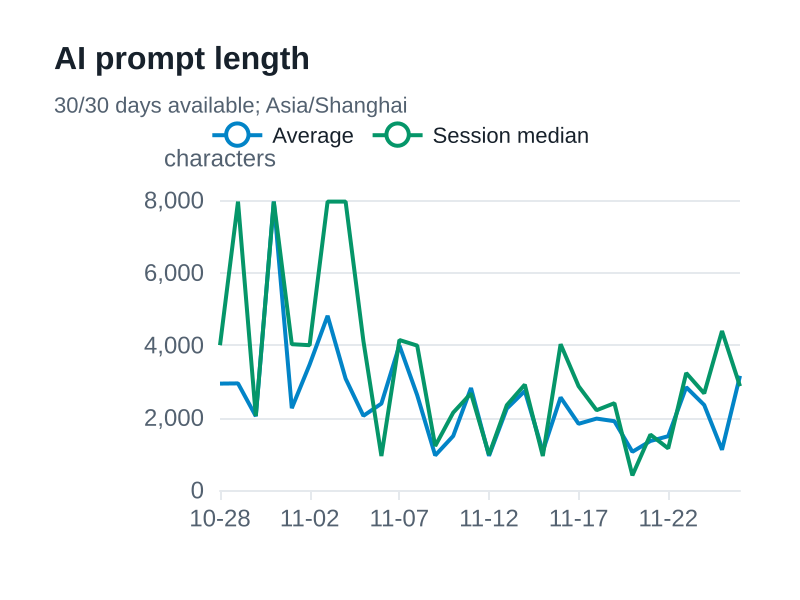 AI prompt length
30/30 days available; Asia/Shanghai
Average Session median
characters
8,000
6,000
4,000
2,000
0
10-28 11-02 11-07 11-12 11-17 11-22